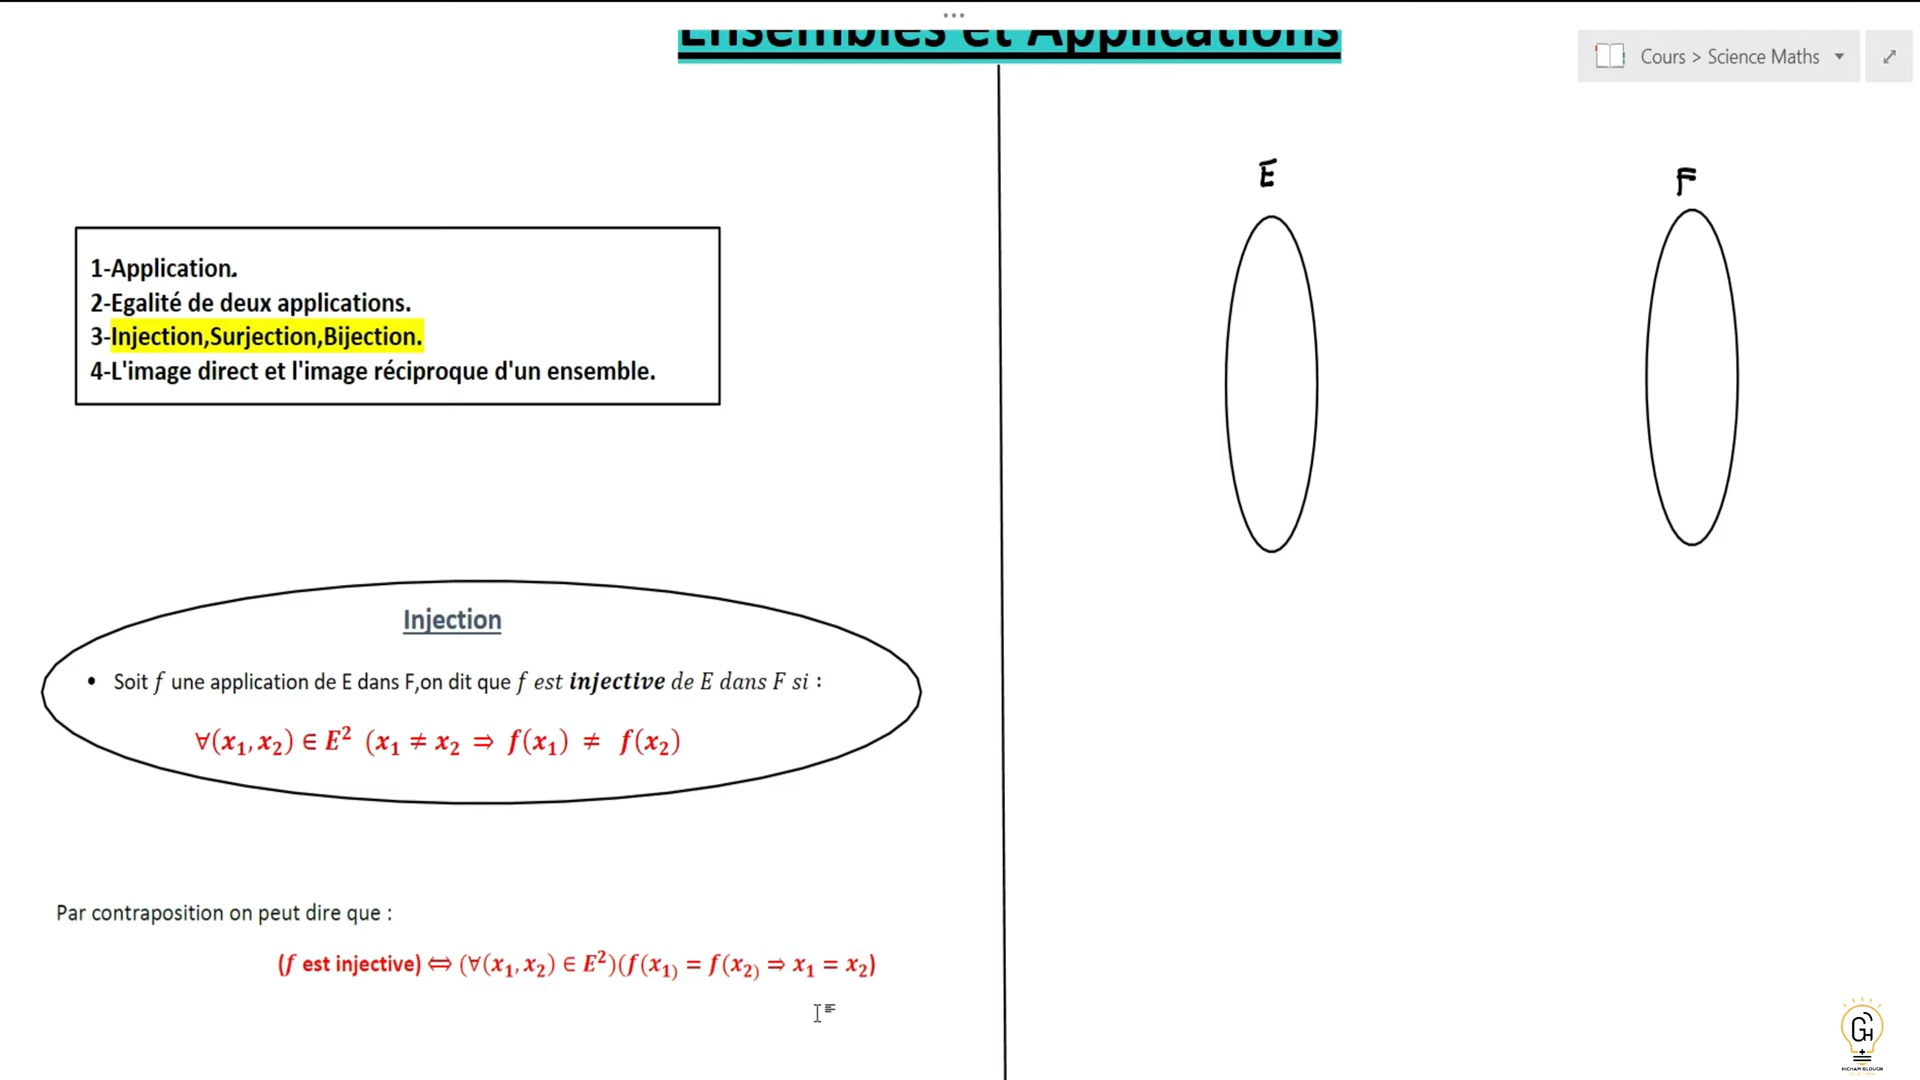 Ensembles et Applications
Cours > Science Maths
1-Application.
2-Egalité de deux applications.
3-Injection,Surjection,Bijection.
4-L'image direct et l'image réciproque d'un ensemble.
E
F
Injection
• Soit f une application de E dans F,on dit que f est injective de E dans F si :
∀(x₁, x₂) ∈ E² (x₁ ≠ x₂ ⇒ f(x₁) ≠ f(x₂)
Par contraposition on peut dire que :
(f est injective) ⇔ (∀(x₁, x₂) ∈ E²)(f(x₁) = f(x₂) ⇒ x₁ = x₂)
GH
HICHAM GLOUCH